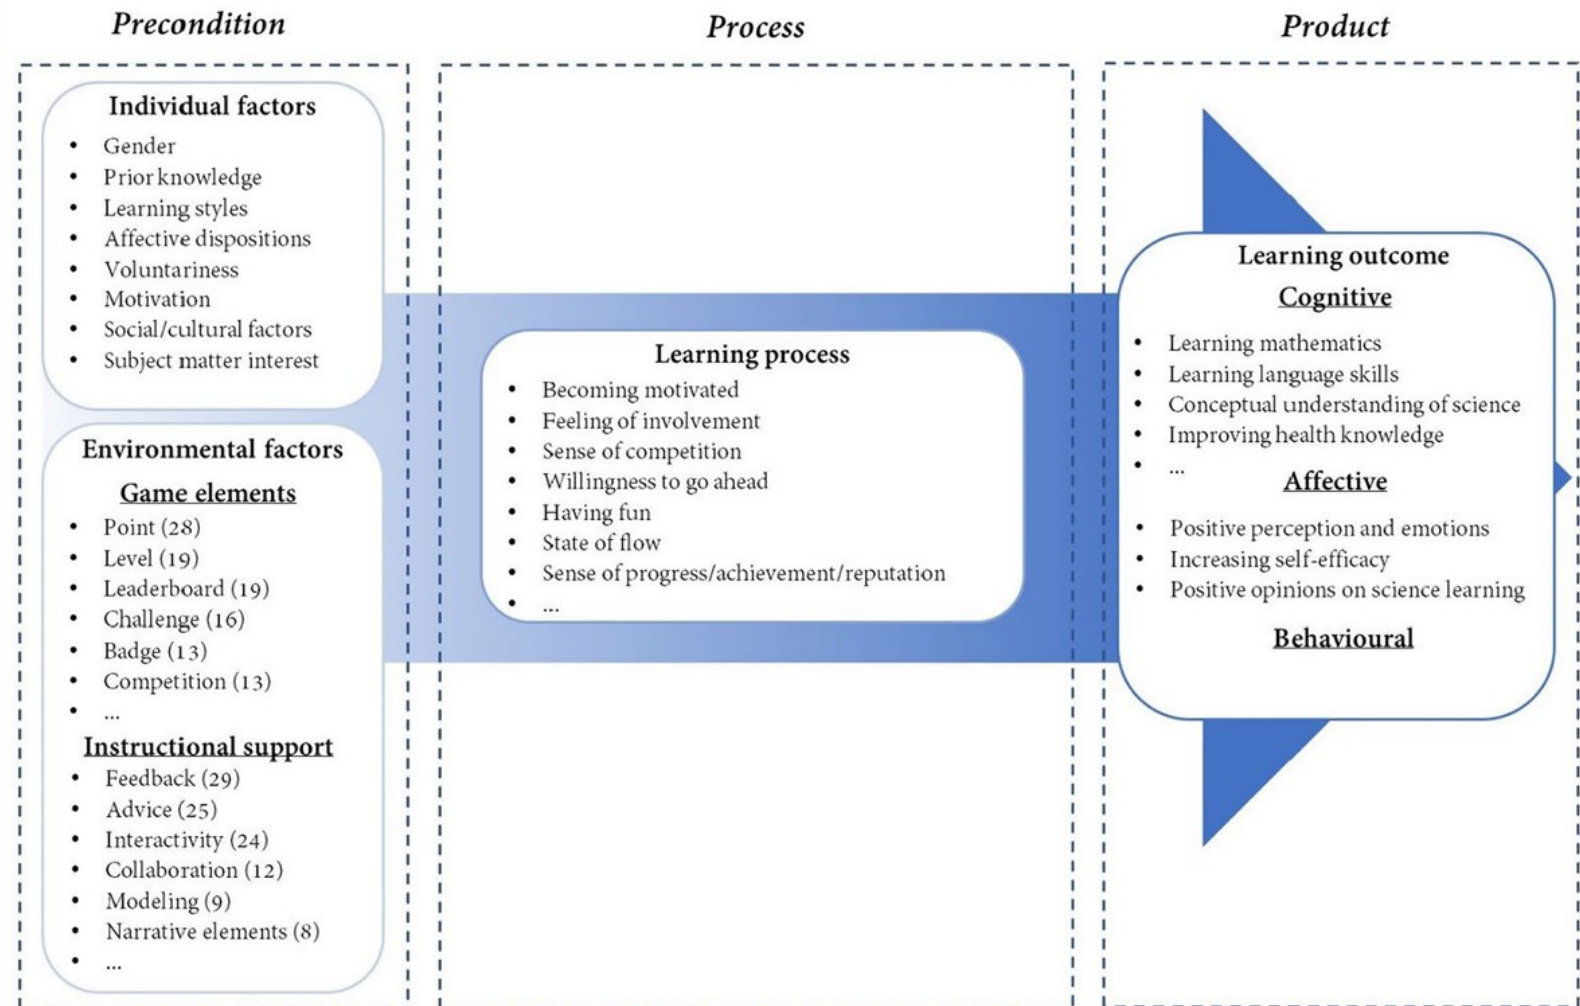 Precondition
Process
Product
Individual factors
• Gender
• Prior knowledge
• Learning styles
• Affective dispositions
• Voluntariness
• Motivation
• Social/cultural factors
• Subject matter interest
Environmental factors
Game elements
• Point (28)
• Level (19)
• Leaderboard (19)
• Challenge (16)
• Badge (13)
• Competition (13)
• ...
Instructional support
• Feedback (29)
• Advice (25)
• Interactivity (24)
• Collaboration (12)
• Modeling (9)
• Narrative elements (8)
• ...
Learning process
• Becoming motivated
• Feeling of involvement
• Sense of competition
• Willingness to go ahead
• Having fun
• State of flow
• Sense of progress/achievement/reputation
• ...
Learning outcome
Cognitive
• Learning mathematics
• Learning language skills
• Conceptual understanding of science
• Improving health knowledge
• ...
Affective
• Positive perception and emotions
• Increasing self-efficacy
• Positive opinions on science learning
Behavioural